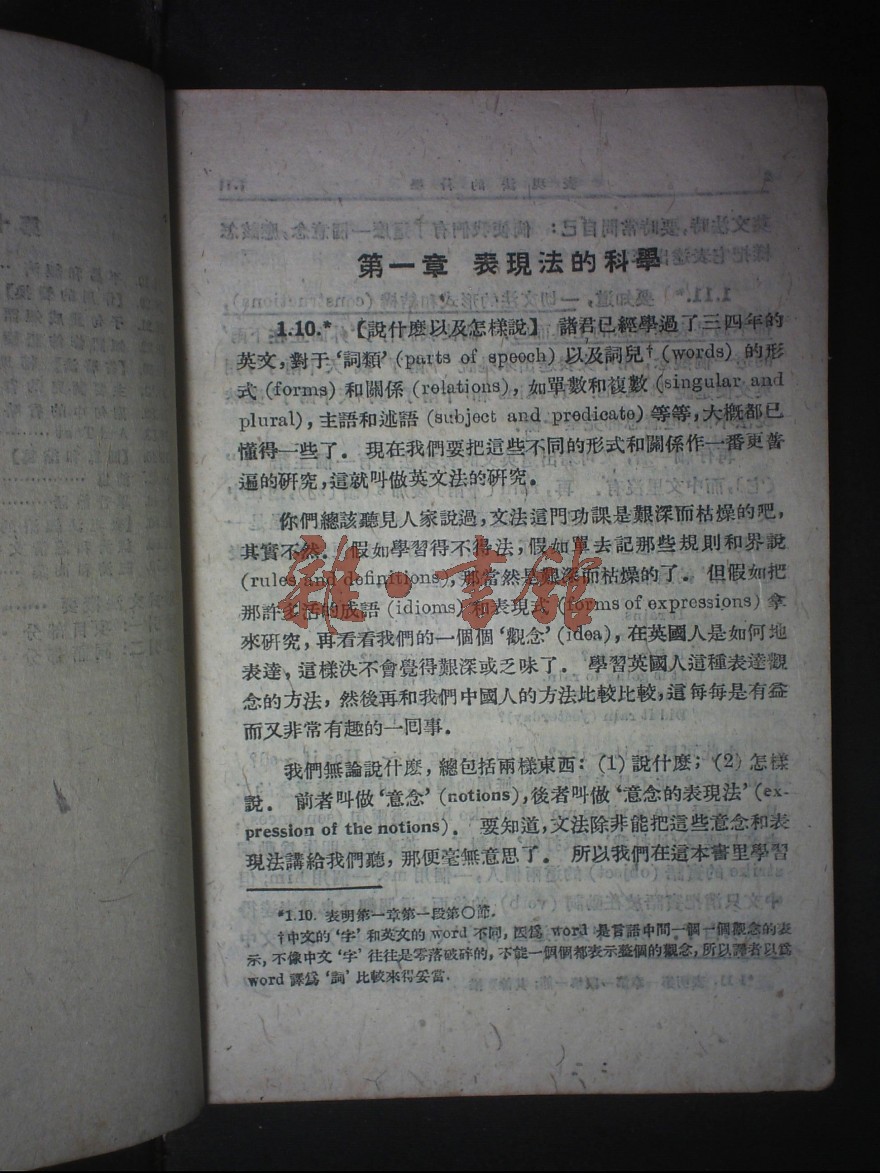 第一章 表現法的科學
1.10.* 【說什麽以及怎樣說】 諸君已經學過了三四年的
英文，對于‘詞類’(parts of speech) 以及詞兒† (words) 的形
式 (forms) 和關係 (relations)，如單數和複數 (singular and
plural)，主語和述語 (subject and predicate) 等等，大概都已
懂得一些了。 現在我們要把這些不同的形式和關係作一番更普
遍的研究，這就叫做英文法的研究。
你們總該聽見人家說過，文法這門功課是艱深而枯燥的吧，
其實不然。 假如學習得不得法；假如單去記那些規則和界說
(rules and definitions)，那當然是艱深而枯燥的了。 但假如把
那許多活的成語 (idioms) 和表現式 (forms of expressions) 拿
來研究，再看看我們的一個個‘觀念’(idea)，在英國人是如何地
表達，這樣決不會覺得艱深或乏味了。 學習英國人這種表達觀
念的方法，然後再和我們中國人的方法比較比較，這每每是有益
而又非常有趣的一回事。
我們無論說什麽，總包括兩樣東西：(1) 說什麽；(2) 怎樣
說。 前者叫做‘意念’(notions)，後者叫做‘意念的表現法’(ex-
pression of the notions)。 要知道，文法除非能把這些意念和表
現法講給我們聽，那便毫無意思了。 所以我們在這本書里學習
*1.10. 表明第一章第一段第〇節.
†中文的‘字’和英文的 word 不同，因爲 word 是言語中間一個一個觀念的表
示，不像中文‘字’往往是零落破碎的，不能一個個都表示整個的觀念，所以譯者以爲
word 譯爲‘詞’比較來得妥當.
雜·書館